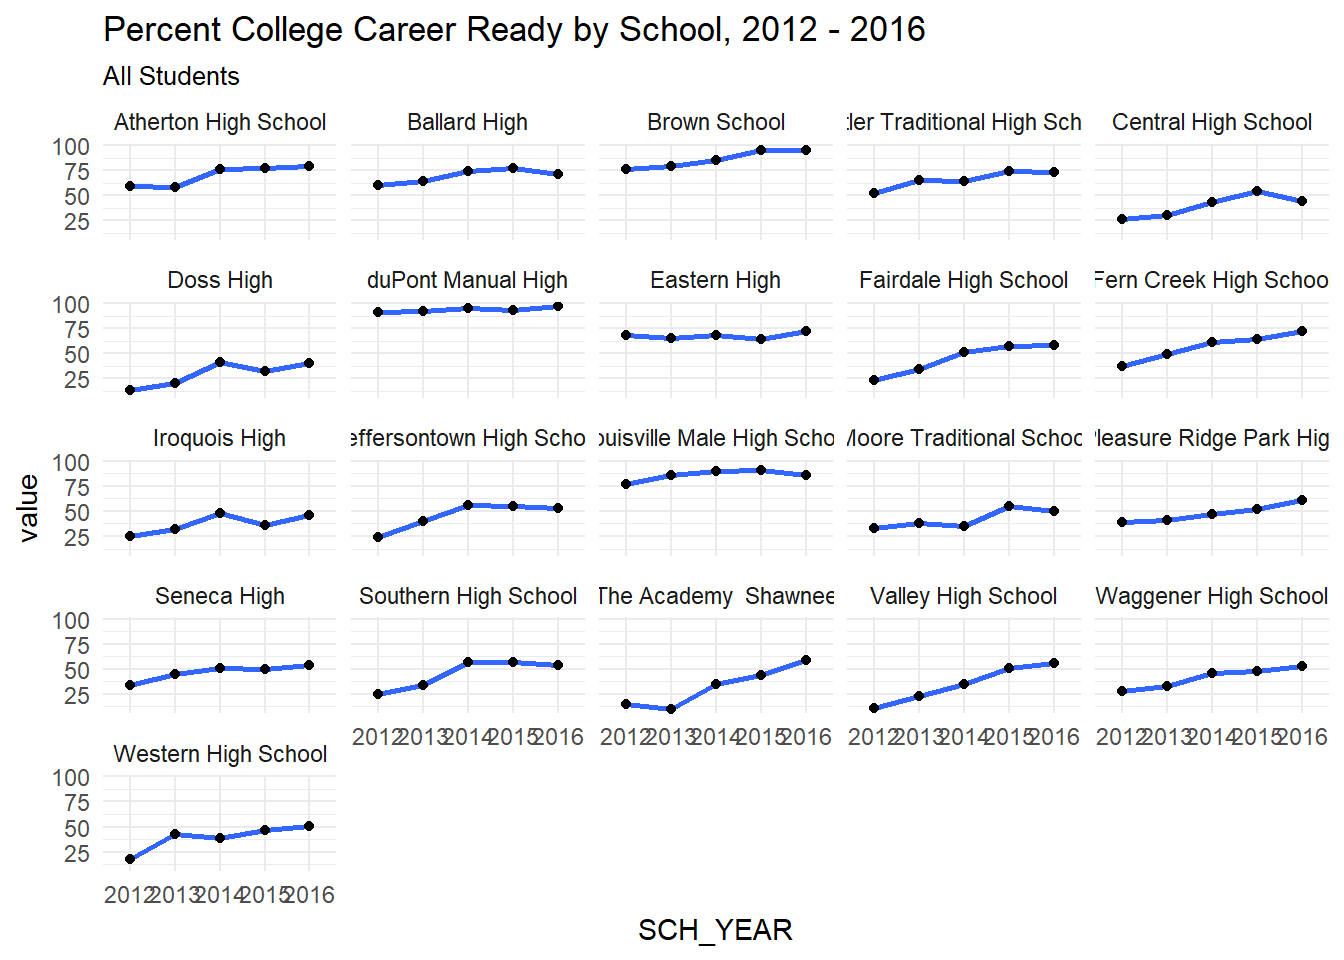 Percent College Career Ready by School, 2012 - 2016
All Students
Atherton High School Ballard High Brown School tler Traditional High Sch Central High School
100
75
50
25
Doss High duPont Manual High Eastern High Fairdale High School Fern Creek High Schoo
100
75
50
25
Iroquois High effersontown High Scho ouisville Male High Scho Moore Traditional Schoo Pleasure Ridge Park Hig
100
75
50
25
value
Seneca High Southern High School The Academy  Shawnee Valley High School Waggener High School
100
75
50
25
2012 2013 2014 2015 2016 2012 2013 2014 2015 2016 2012 2013 2014 2015 2016 2012 2013 2014 2015 2016
Western High School
100
75
50
25
2012 2013 2014 2015 2016
SCH_YEAR